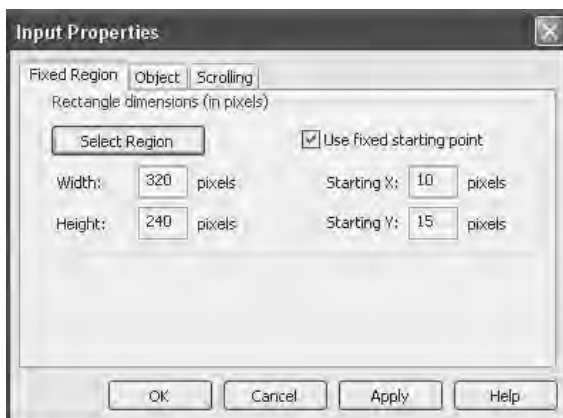 Input Properties
Fixed Region Object Scrolling
Rectangle dimensions (in pixels)
Select Region Use fixed starting point
Width: 320 pixels Starting X: 10 pixels
Height: 240 pixels Starting Y: 15 pixels
OK Cancel Apply Help